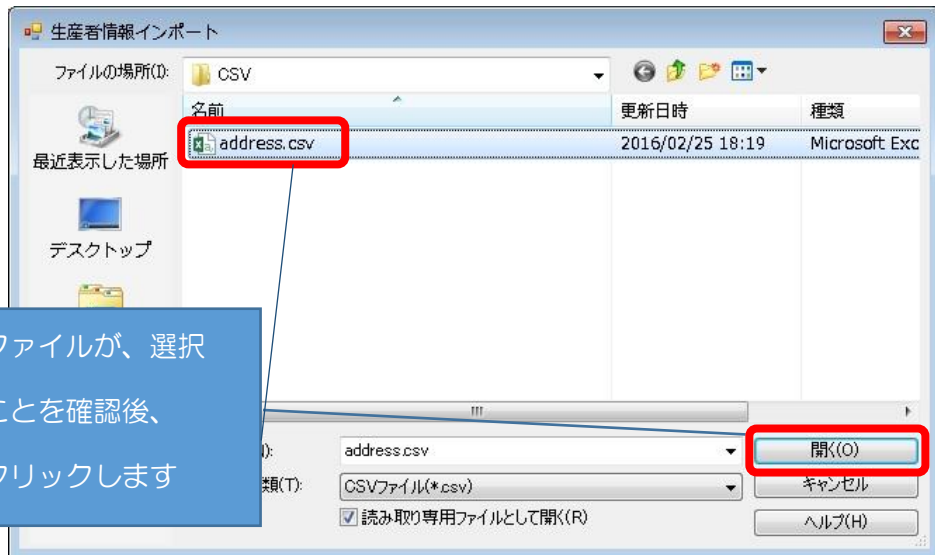 生産者情報インポート
ファイルの場所(I):
CSV
名前
更新日時
種類
address.csv
2016/02/25 18:19
Microsoft Exc
最近表示した場所
デスクトップ
ファイルが、選択
ことを確認後、
クリックします
address.csv
開く(O)
類(T):
CSVファイル(*.csv)
キャンセル
読み取り専用ファイルとして開く(R)
ヘルプ(H)